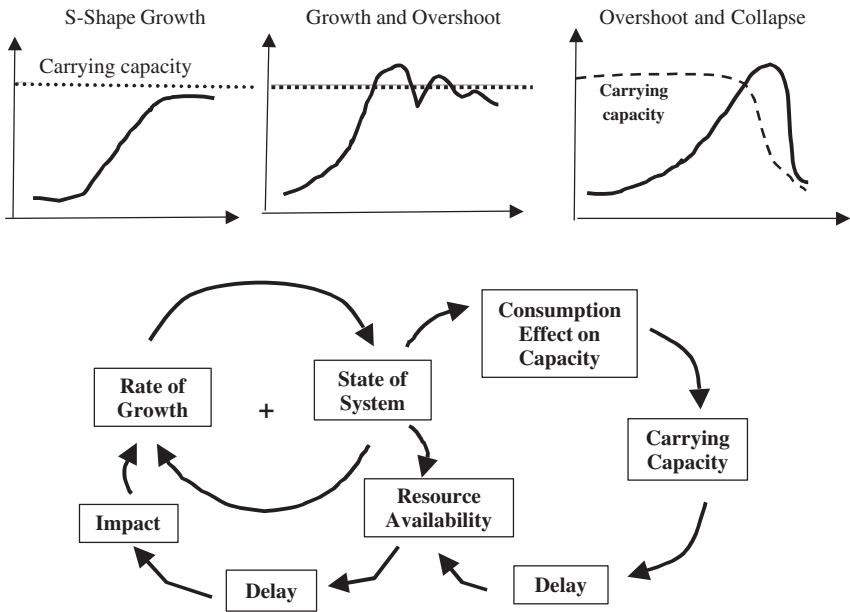 S-Shape Growth
Growth and Overshoot
Overshoot and Collapse
Carrying capacity
Carrying
capacity
Consumption
Effect on
Capacity
Rate of
Growth
+
State of
System
Carrying
Capacity
Resource
Availability
Impact
Delay
Delay